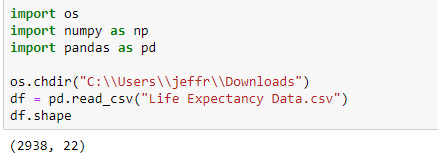 import os
import numpy as np
import pandas as pd
os.chdir("C:\\Users\\jeffr\\Downloads")
df = pd.read_csv("Life Expectancy Data.csv")
df.shape
(2938, 22)